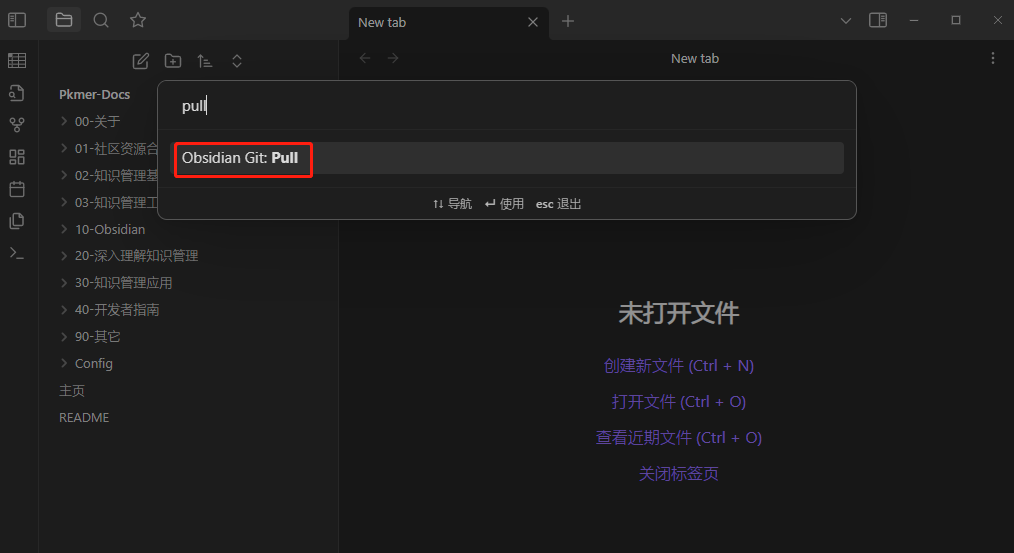 New tab
New tab
Pkmer-Docs
00-关于
01-社区资源合
02-知识管理基
03-知识管理工
10-Obsidian
20-深入理解知识管理
30-知识管理应用
40-开发者指南
90-其它
Config
主页
README
pull
Obsidian Git: Pull
↑↓ 导航 ↵ 使用 esc 退出
未打开文件
创建新文件 (Ctrl + N)
打开文件 (Ctrl + O)
查看近期文件 (Ctrl + O)
关闭标签页